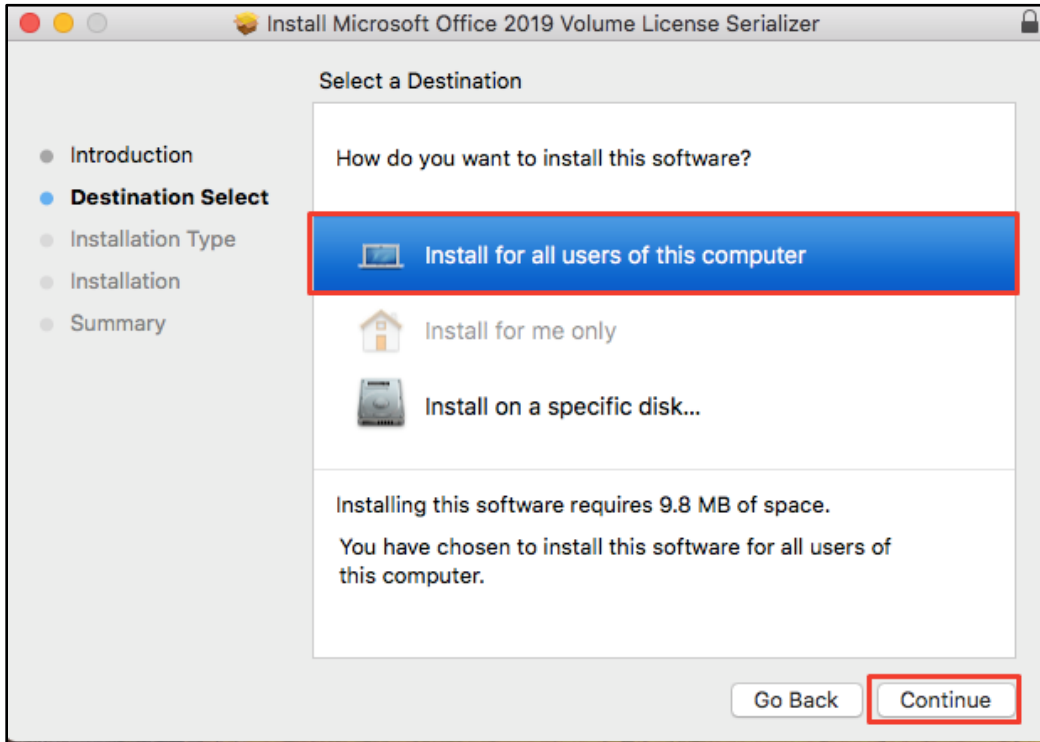 Install Microsoft Office 2019 Volume License Serializer
Select a Destination
Introduction
Destination Select
Installation Type
Installation
Summary
How do you want to install this software?
Install for all users of this computer
Install for me only
Install on a specific disk...
Installing this software requires 9.8 MB of space.
You have chosen to install this software for all users of
this computer.
Go Back
Continue